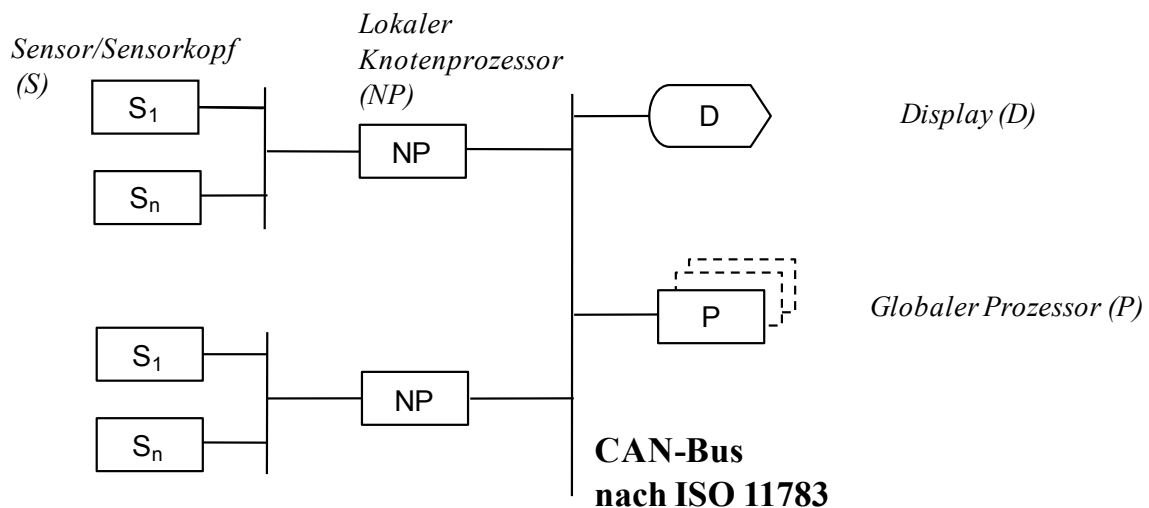 Sensor/Sensorkopf
(S)
Lokaler
Knotenprozessor
(NP)
S₁
NP
D
Display (D)
Sₙ
P
Globaler Prozessor (P)
S₁
NP
Sₙ
CAN-Bus
nach ISO 11783